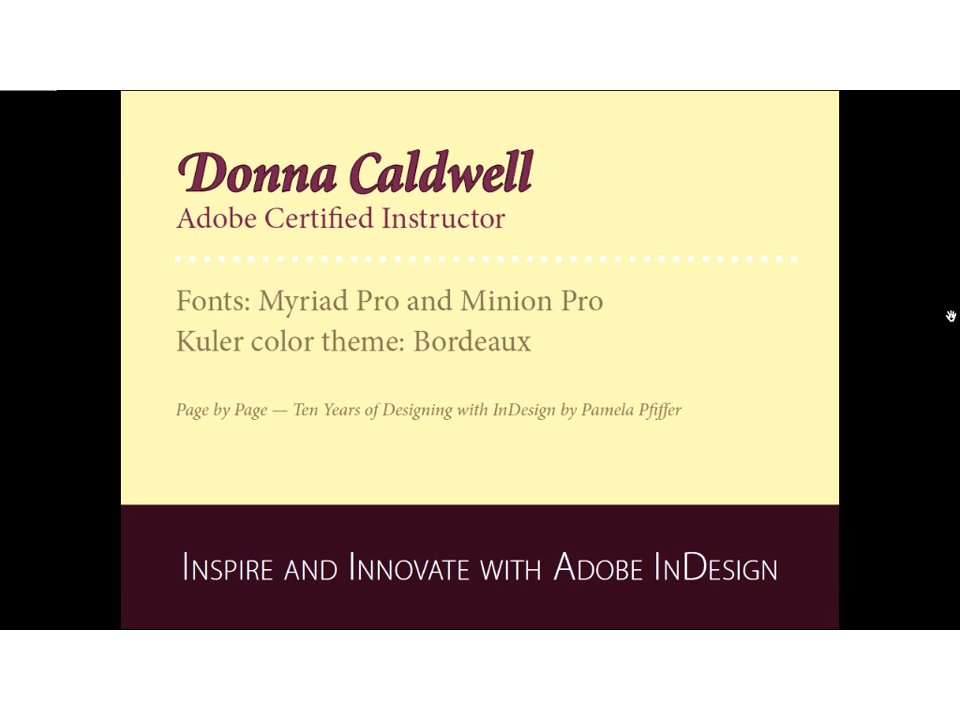 Donna Caldwell
Adobe Certified Instructor
Fonts: Myriad Pro and Minion Pro
Kuler color theme: Bordeaux
Page by Page — Ten Years of Designing with InDesign by Pamela Pfiffer
Inspire and Innovate with Adobe InDesign